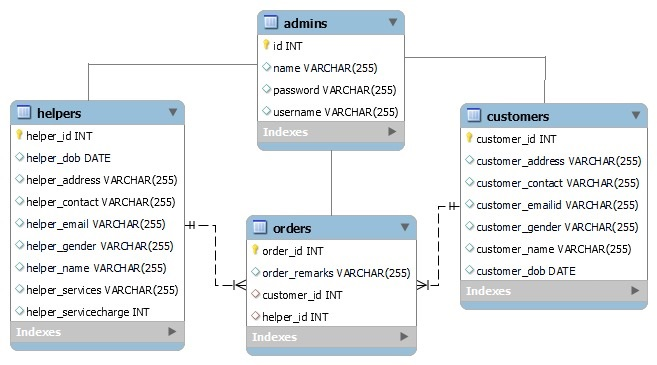 admins
id INT
name VARCHAR(255)
password VARCHAR(255)
username VARCHAR(255)
Indexes
helpers
helper_id INT
helper_dob DATE
helper_address VARCHAR(255)
helper_contact VARCHAR(255)
helper_email VARCHAR(255)
helper_gender VARCHAR(255)
helper_name VARCHAR(255)
helper_services VARCHAR(255)
helper_servicecharge INT
Indexes
customers
customer_id INT
customer_address VARCHAR(255)
customer_contact VARCHAR(255)
customer_emailid VARCHAR(255)
customer_gender VARCHAR(255)
customer_name VARCHAR(255)
customer_dob DATE
Indexes
orders
order_id INT
order_remarks VARCHAR(255)
customer_id INT
helper_id INT
Indexes